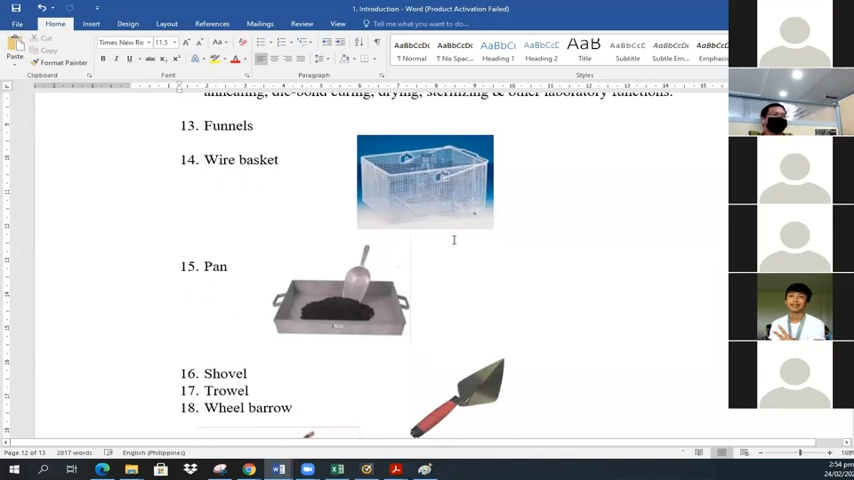 1. Introduction - Word (Product Activation Failed)
File Home Insert Design Layout References Mailings Review View Tell me what you want to do...
Cut
Copy
Format Painter
Paste
Times New Ro 11.5
AaBbCcDc AaBbCcDc AaBbCc AaBbCcC AaB AaBbCcC AaBbCcDc AaBbCcDc
¶ Normal ¶ No Spac... Heading 1 Heading 2 Title Subtitle Subtle Em... Emphasis
Clipboard Font Paragraph Styles
annealing, die-bond curing, drying, sterilizing & other laboratory functions.
13. Funnels
14. Wire basket
15. Pan
16. Shovel
17. Trowel
18. Wheel barrow
Page 12 of 13 2817 words English (Philippines) 169%
2:54 pm
24/02/202